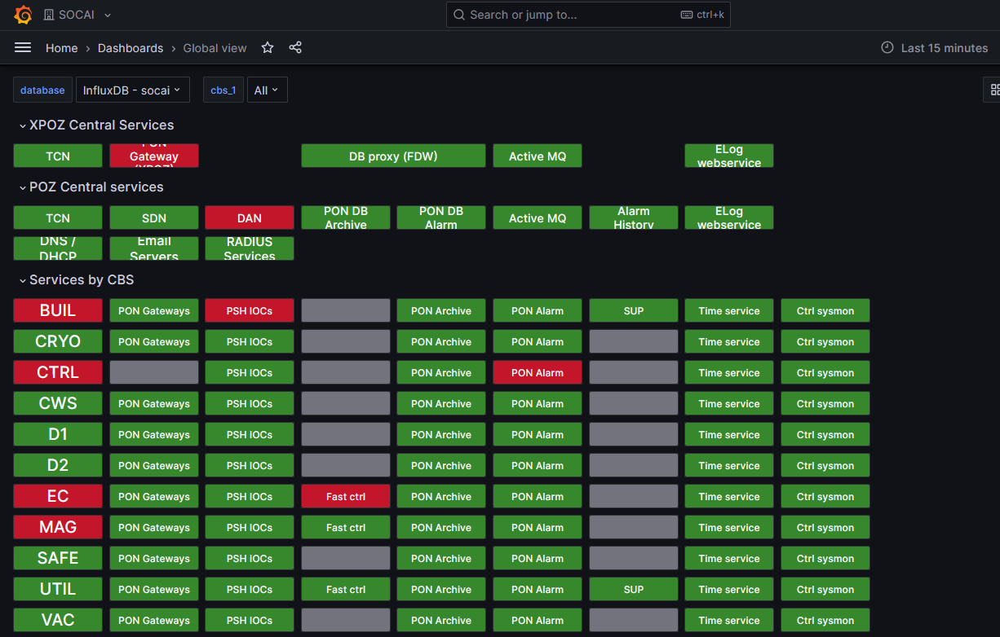 SOCAI
Search or jump to...
ctrl+k
Home › Dashboards › Global view
Last 15 minutes
database
InfluxDB - socai
cbs_1
All
XPOZ Central Services
TCN
PON
Gateway
(XPOZ)
DB proxy (FDW)
Active MQ
ELog
webservice
POZ Central services
TCN
SDN
DAN
PON DB
Archive
PON DB
Alarm
Active MQ
Alarm
History
ELog
webservice
DNS /
DHCP
Email
Servers
RADIUS
Services
Services by CBS
BUIL PON Gateways PSH IOCs PON Archive PON Alarm SUP Time service Ctrl sysmon
CRYO PON Gateways PSH IOCs PON Archive PON Alarm Time service Ctrl sysmon
CTRL PSH IOCs PON Archive PON Alarm Time service Ctrl sysmon
CWS PON Gateways PSH IOCs PON Archive PON Alarm Time service Ctrl sysmon
D1 PON Gateways PSH IOCs PON Archive PON Alarm Time service Ctrl sysmon
D2 PON Gateways PSH IOCs PON Archive PON Alarm Time service Ctrl sysmon
EC PON Gateways PSH IOCs Fast ctrl PON Archive PON Alarm Time service Ctrl sysmon
MAG PON Gateways PSH IOCs Fast ctrl PON Archive PON Alarm Time service Ctrl sysmon
SAFE PON Gateways PSH IOCs PON Archive PON Alarm Time service Ctrl sysmon
UTIL PON Gateways PSH IOCs Fast ctrl PON Archive PON Alarm SUP Time service Ctrl sysmon
VAC PON Gateways PSH IOCs PON Archive PON Alarm Time service Ctrl sysmon